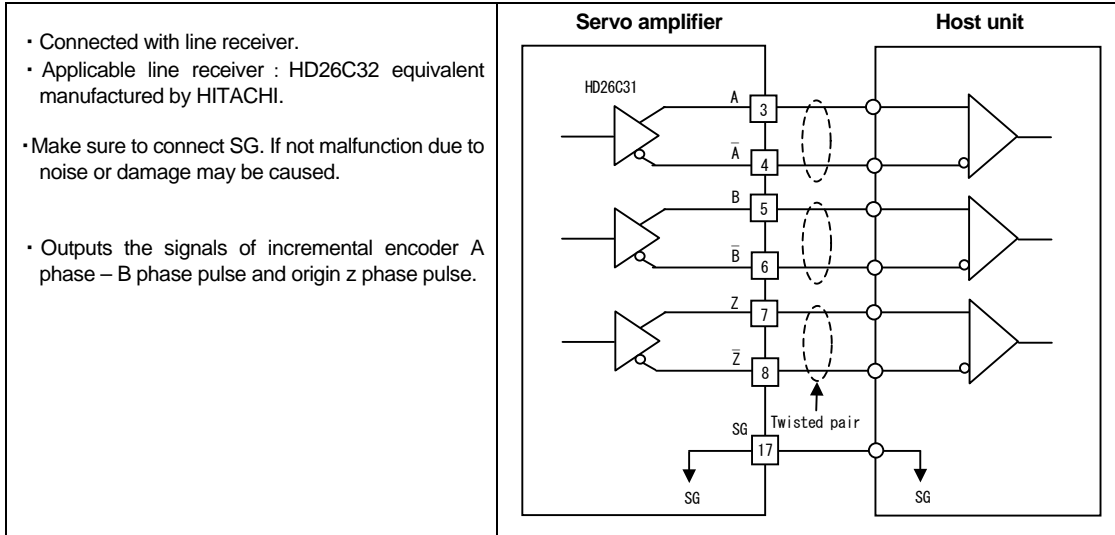 ・Connected with line receiver.
・Applicable line receiver : HD26C32 equivalent
manufactured by HITACHI.
・Make sure to connect SG. If not malfunction due to
noise or damage may be caused.
・Outputs the signals of incremental encoder A
phase – B phase pulse and origin z phase pulse.
Servo amplifier
Host unit
HD26C31
A
3
A̅
4
B
5
B̅
6
Z
7
Z̅
8
Twisted pair
SG
17
SG
SG